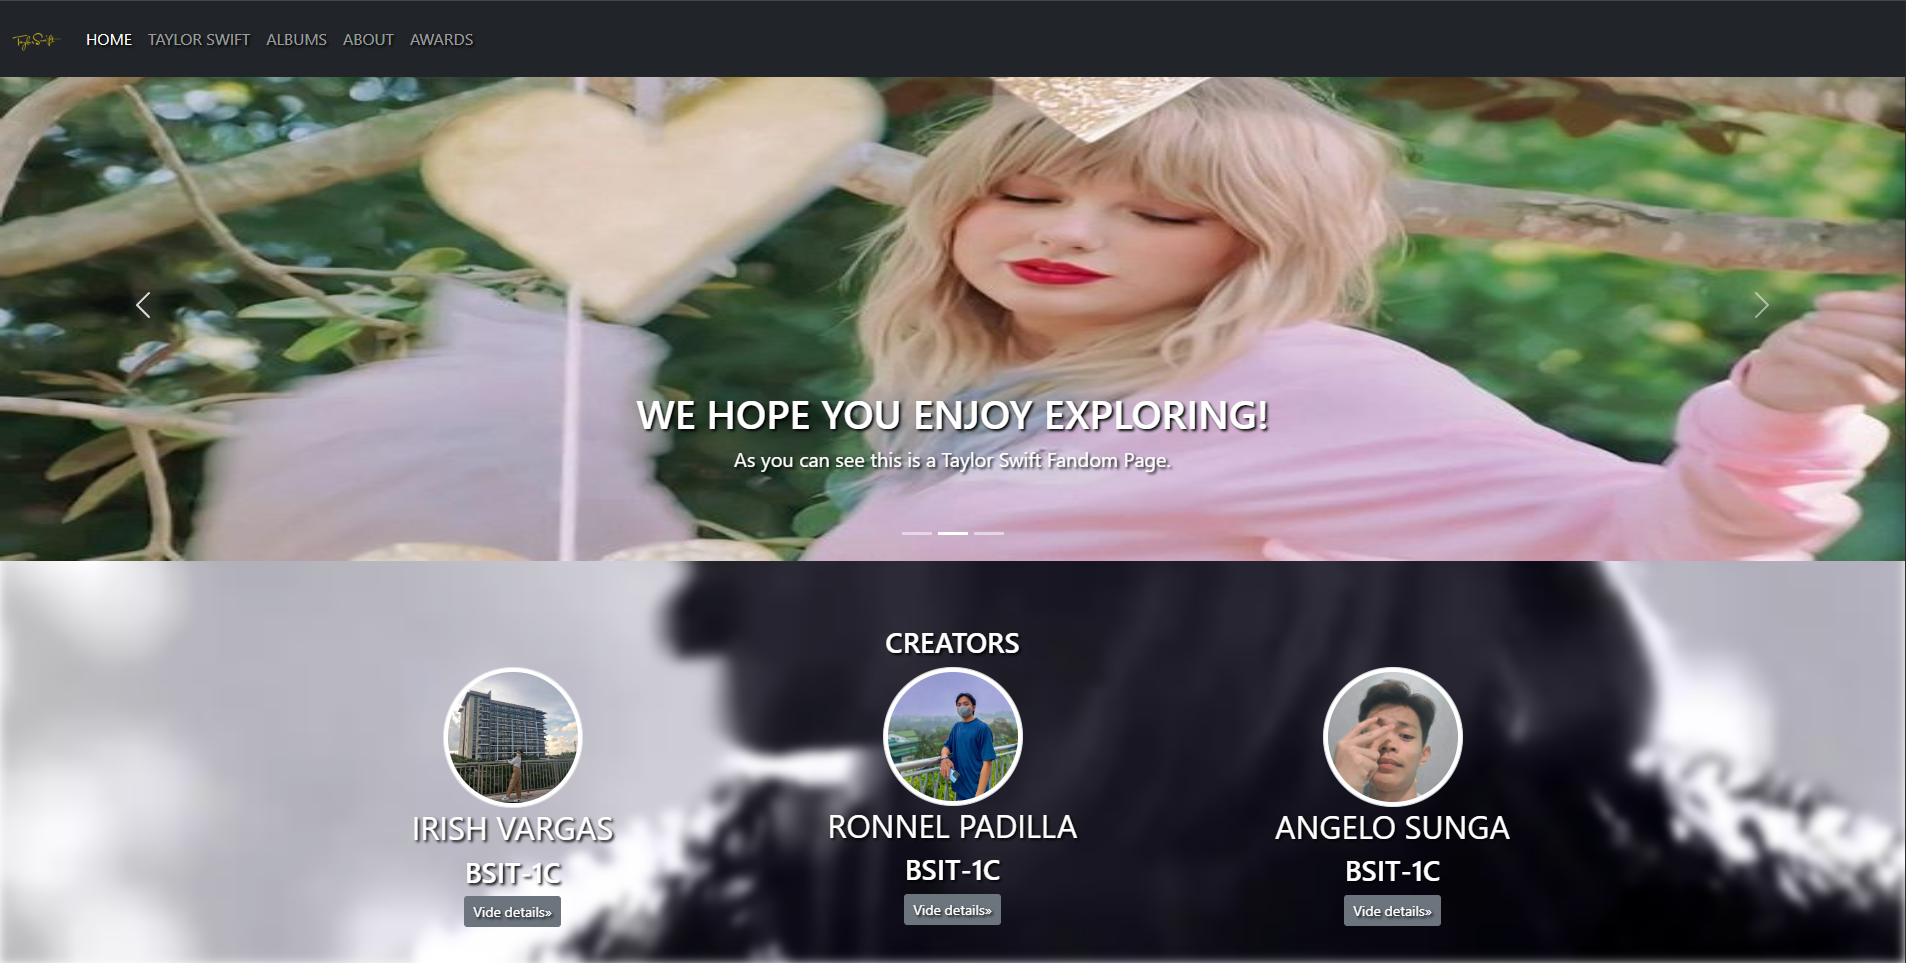 Taylor Swift
HOME TAYLOR SWIFT ALBUMS ABOUT AWARDS
WE HOPE YOU ENJOY EXPLORING!
As you can see this is a Taylor Swift Fandom Page.
CREATORS
IRISH VARGAS
BSIT-1C
Vide details»
RONNEL PADILLA
BSIT-1C
Vide details»
ANGELO SUNGA
BSIT-1C
Vide details»